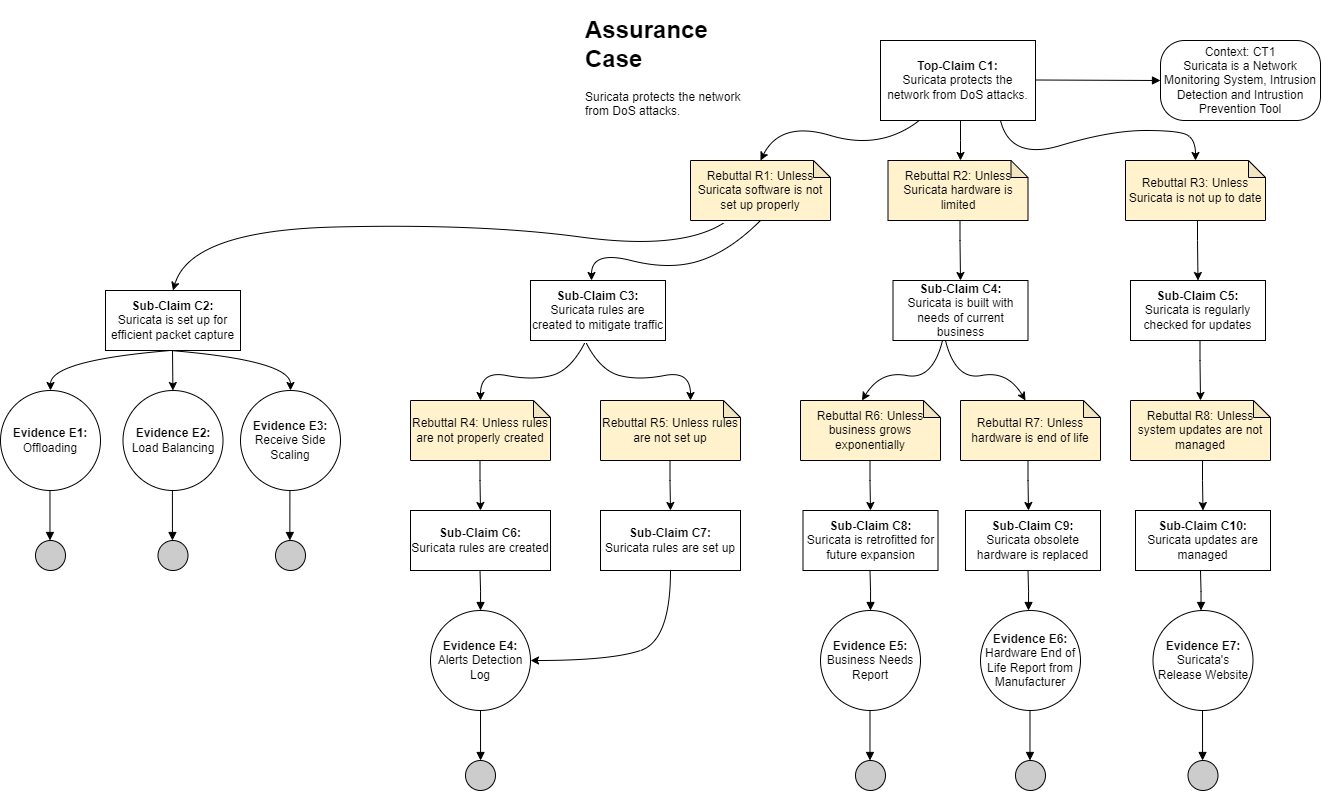 Assurance
Case
Suricata protects the network
from DoS attacks.
Top-Claim C1:
Suricata protects the
network from DoS attacks.
Context: CT1
Suricata is a Network
Monitoring System, Intrusion
Detection and Intrustion
Prevention Tool
Rebuttal R1: Unless
Suricata software is not
set up properly
Rebuttal R2: Unless
Suricata hardware is
limited
Rebuttal R3: Unless
Suricata is not up to date
Sub-Claim C2:
Suricata is set up for
efficient packet capture
Sub-Claim C3:
Suricata rules are
created to mitigate traffic
Sub-Claim C4:
Suricata is built with
needs of current
business
Sub-Claim C5:
Suricata is regularly
checked for updates
Evidence E1:
Offloading
Evidence E2:
Load Balancing
Evidence E3:
Receive Side
Scaling
Rebuttal R4: Unless rules
are not properly created
Rebuttal R5: Unless rules
are not set up
Rebuttal R6: Unless
business grows
exponentially
Rebuttal R7: Unless
hardware is end of life
Rebuttal R8: Unless
system updates are not
managed
Sub-Claim C6:
Suricata rules are created
Sub-Claim C7:
Suricata rules are set up
Sub-Claim C8:
Suricata is retrofitted for
future expansion
Sub-Claim C9:
Suricata obsolete
hardware is replaced
Sub-Claim C10:
Suricata updates are
managed
Evidence E4:
Alerts Detection
Log
Evidence E5:
Business Needs
Report
Evidence E6:
Hardware End of
Life Report from
Manufacturer
Evidence E7:
Suricata's
Release Website